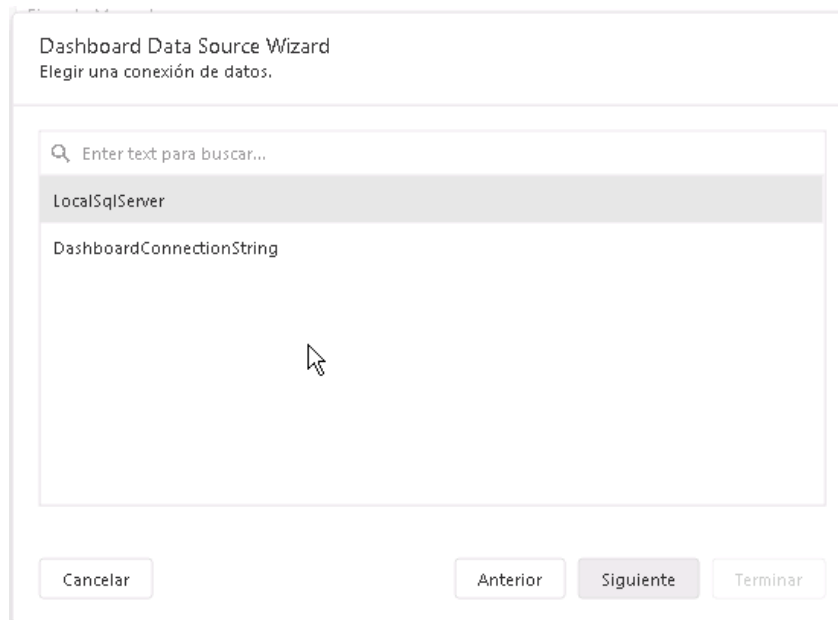 Dashboard Data Source Wizard
Elegir una conexión de datos.
Enter text para buscar...
LocalSqlServer
DashboardConnectionString
Cancelar
Anterior
Siguiente
Terminar